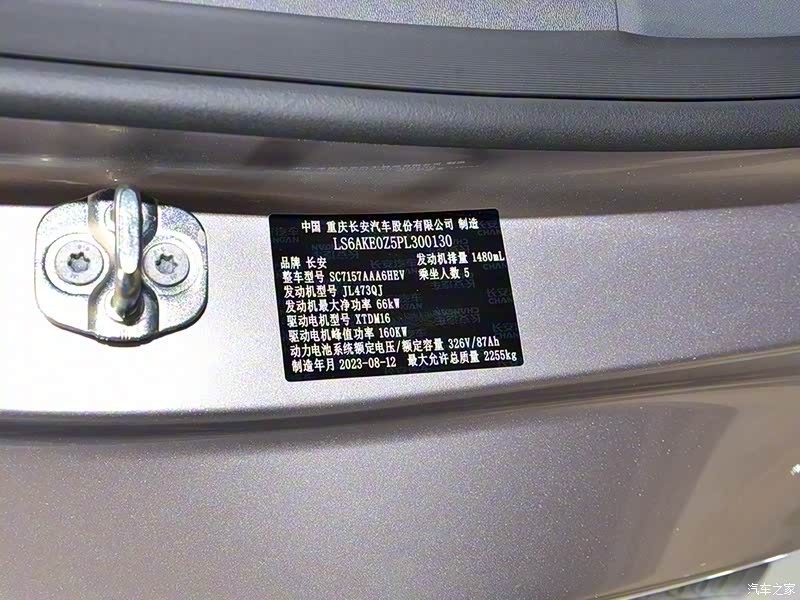 中国 重庆长安汽车股份有限公司 制造
LS6AKE0Z5PL300130
品牌 长安 发动机排量 1480mL
整车型号 SC7157AAA6HEV 乘坐人数 5
发动机型号 JL473QJ
发动机最大净功率 66kW
驱动电机型号 XTDM16
驱动电机峰值功率 160KW
动力电池系统额定电压/额定容量 326V/87Ah
制造年月 2023-08-12 最大允许总质量 2255kg
汽车之家